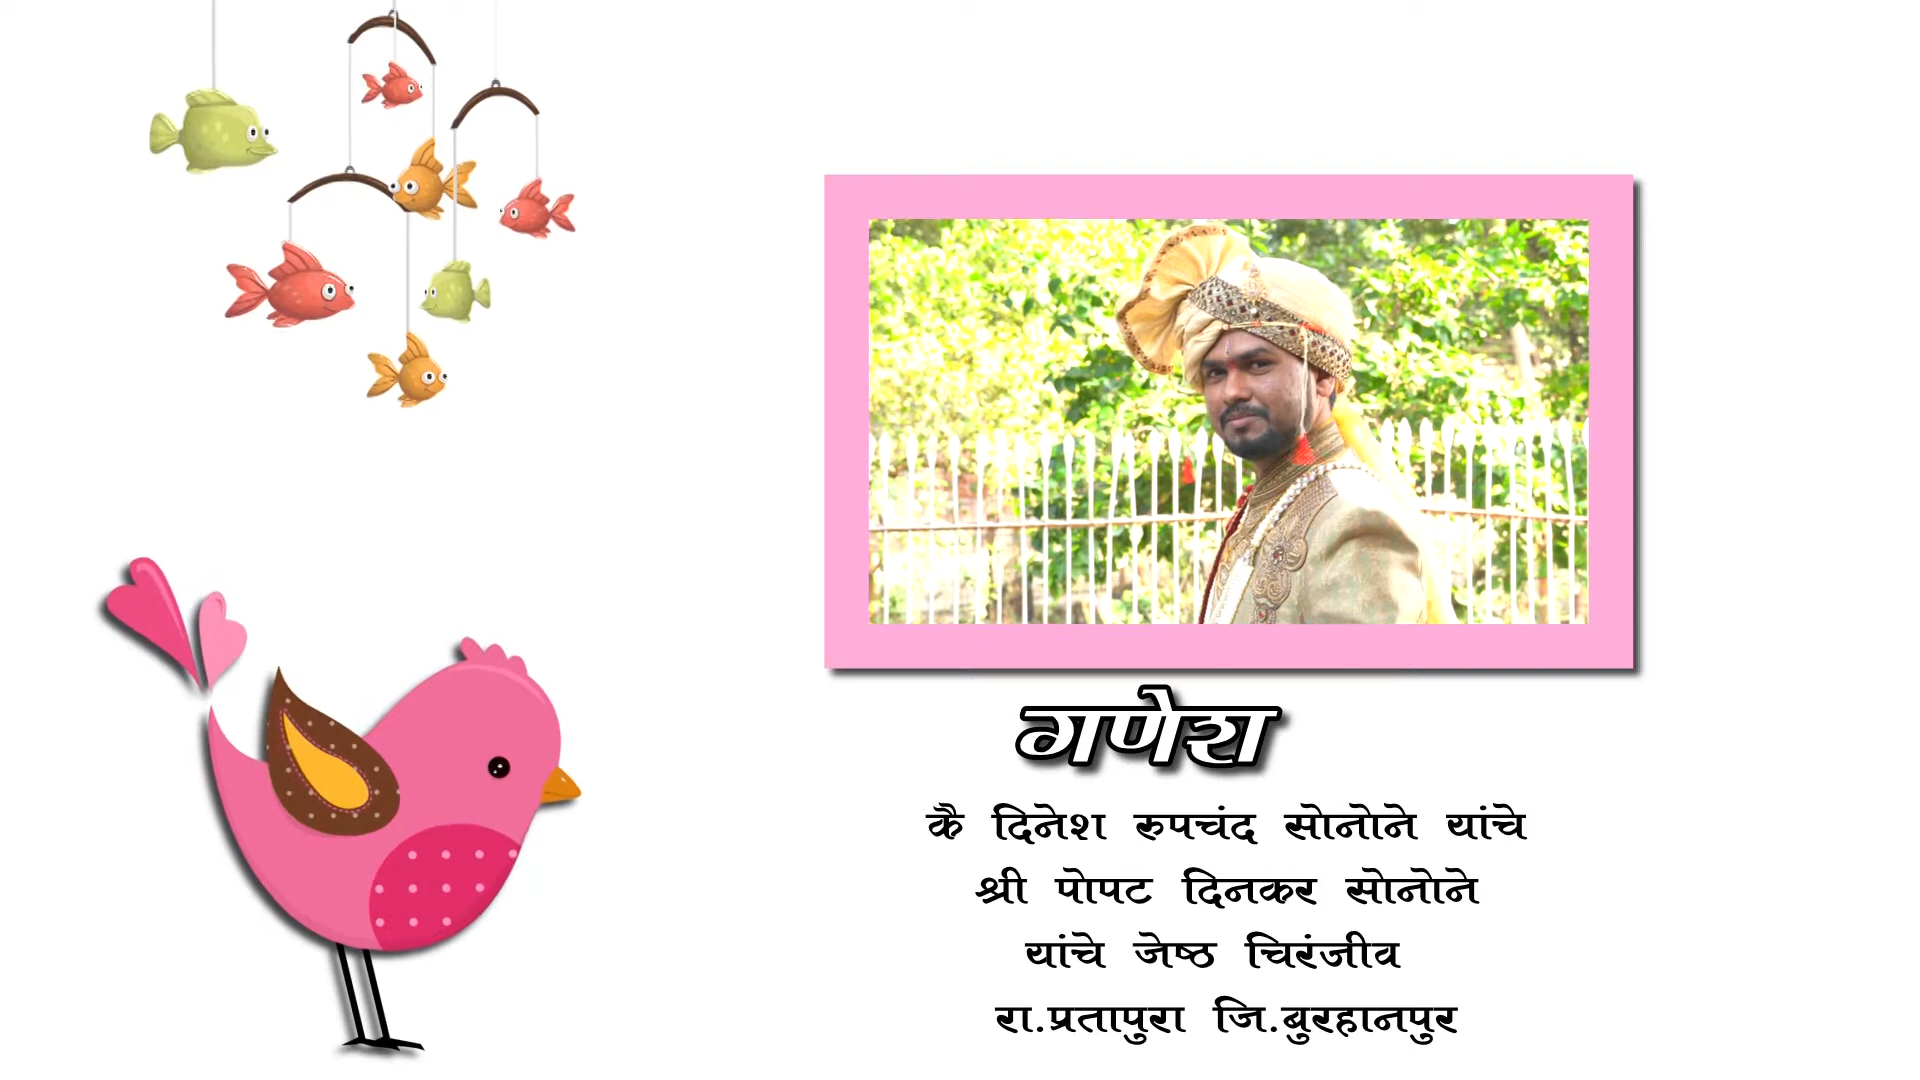 गणेश
कै दिनेश रुपचंद सोनोने यांचे
श्री पोपट दिनकर सोनोने
यांचे जेष्ठ चिरंजीव
रा.प्रतापुरा जि.बुरहानपुर